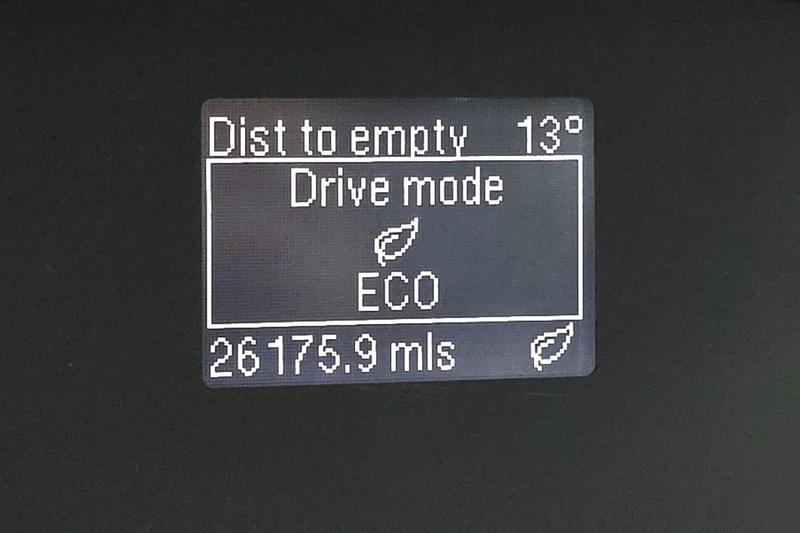 Dist to empty 13°
Drive mode
ECO
26175.9 mls